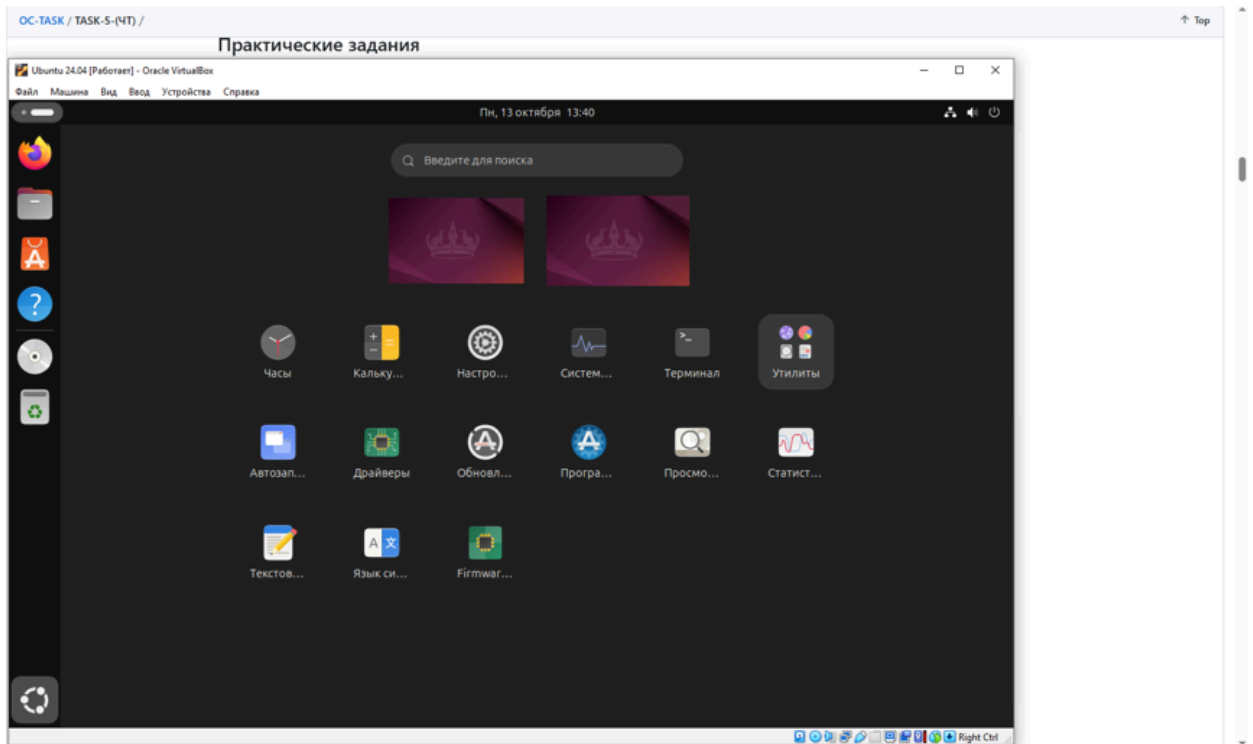 OC-TASK / TASK-5-(ЧТ) /
↑ Top
Практические задания
Ubuntu 24.04 [Работает] - Oracle VirtualBox
Файл Машина Вид Ввод Устройства Справка
Пн, 13 октября 13:40
Введите для поиска
Часы Кальку... Настро... Систем... Терминал Утилиты
Автозап... Драйверы Обновл... Програ... Просмо... Статист...
Текстов... Язык си... Firmwar...
Right Ctrl